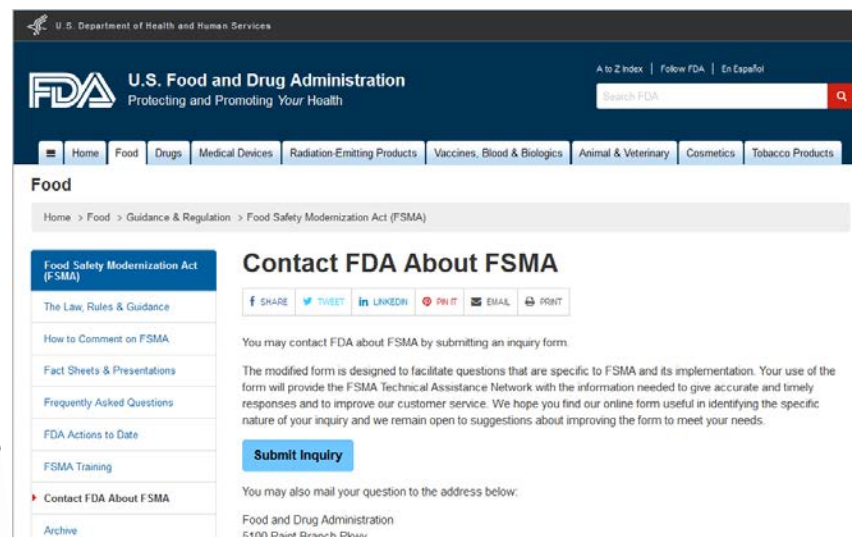 U.S. Department of Health and Human Services
FDA
U.S. Food and Drug Administration
Protecting and Promoting Your Health
A to Z Index | Follow FDA | En Español
Search FDA
Home
Food
Drugs
Medical Devices
Radiation-Emitting Products
Vaccines, Blood & Biologics
Animal & Veterinary
Cosmetics
Tobacco Products
Food
Home > Food > Guidance & Regulation > Food Safety Modernization Act (FSMA)
Food Safety Modernization Act
(FSMA)
The Law, Rules & Guidance
How to Comment on FSMA
Fact Sheets & Presentations
Frequently Asked Questions
FDA Actions to Date
FSMA Training
Contact FDA About FSMA
Archive
Contact FDA About FSMA
SHARE
TWEET
in LINKEDIN
PIN IT
EMAIL
PRINT
You may contact FDA about FSMA by submitting an inquiry form.
The modified form is designed to facilitate questions that are specific to FSMA and its implementation. Your use of the
form will provide the FSMA Technical Assistance Network with the information needed to give accurate and timely
responses and to improve our customer service. We hope you find our online form useful in identifying the specific
nature of your inquiry and we remain open to suggestions about improving the form to meet your needs.
Submit Inquiry
You may also mail your question to the address below:
Food and Drug Administration
5100 Paint Branch Pkwy